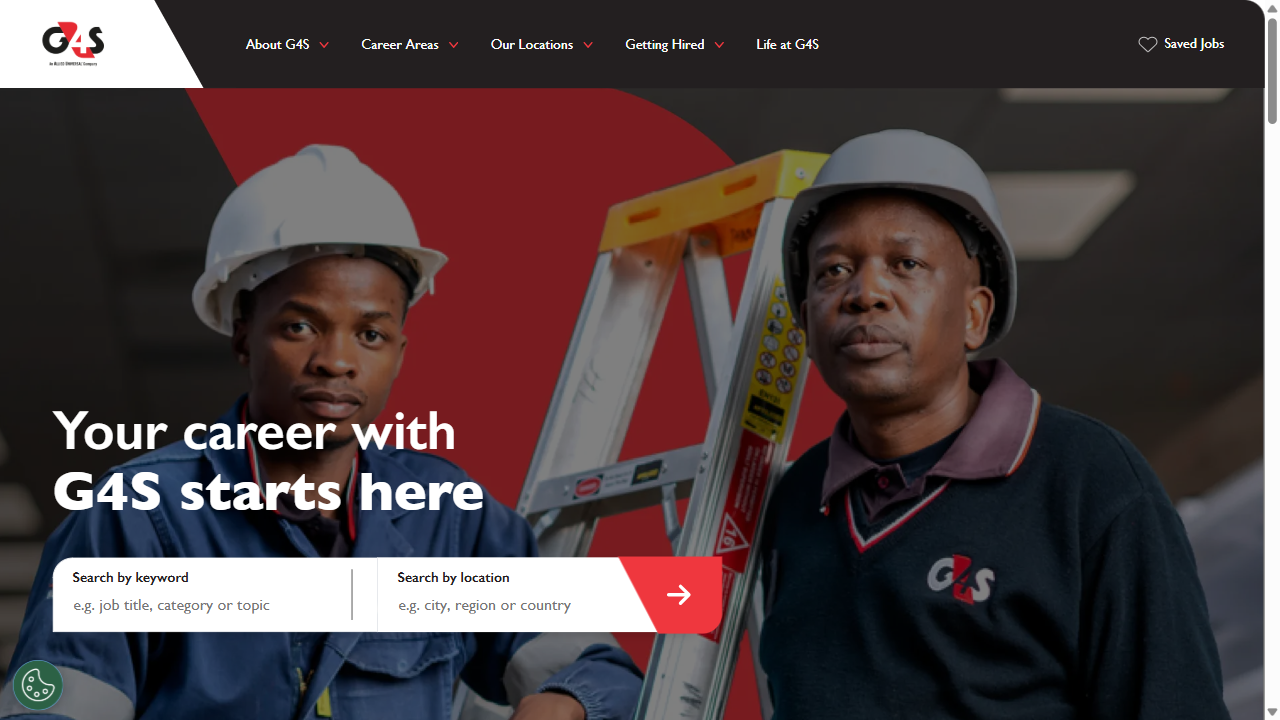 G4S
An ALLIED UNIVERSAL Company
About G4S
Career Areas
Our Locations
Getting Hired
Life at G4S
Saved Jobs
Your career with
G4S starts here
Search by keyword
e.g. job title, category or topic
Search by location
e.g. city, region or country
G4S